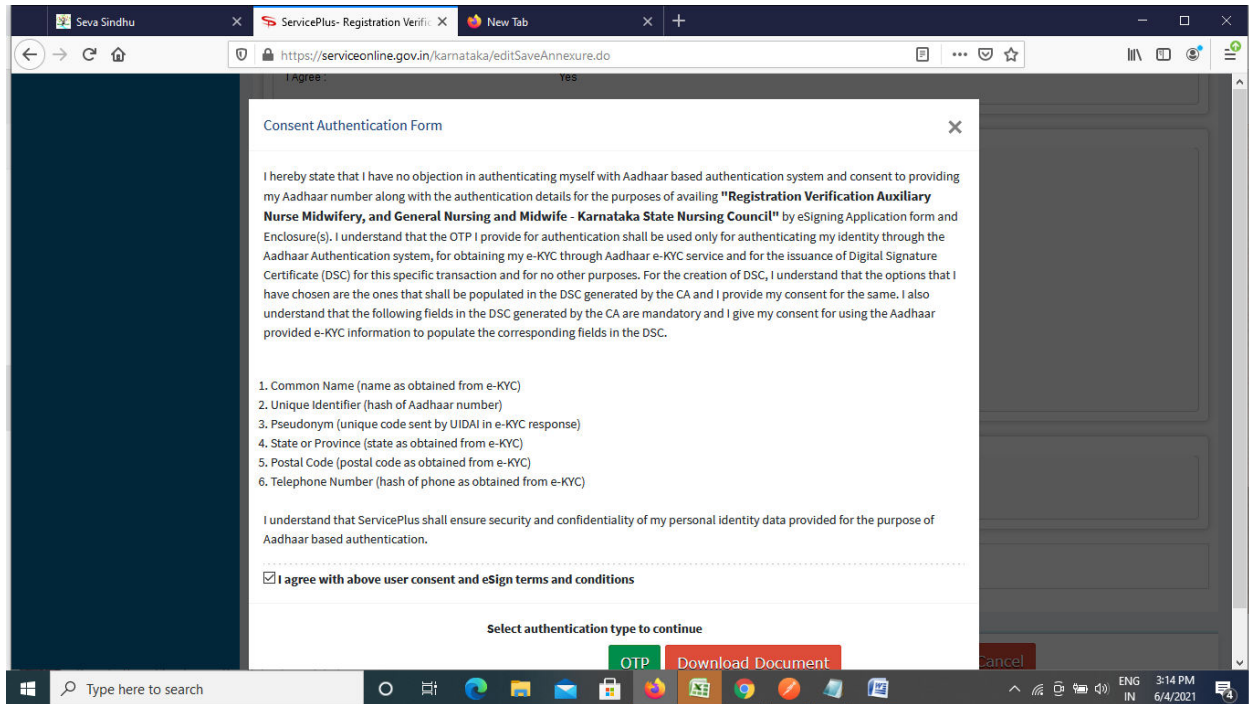 Seva Sindhu
ServicePlus- Registration Verific
New Tab
https://serviceonline.gov.in/karnataka/editSaveAnnexure.do
I Agree :
Yes
Consent Authentication Form
I hereby state that I have no objection in authenticating myself with Aadhaar based authentication system and consent to providing
my Aadhaar number along with the authentication details for the purposes of availing "Registration Verification Auxiliary
Nurse Midwifery, and General Nursing and Midwife - Karnataka State Nursing Council" by eSigning Application form and
Enclosure(s). I understand that the OTP I provide for authentication shall be used only for authenticating my identity through the
Aadhaar Authentication system, for obtaining my e-KYC through Aadhaar e-KYC service and for the issuance of Digital Signature
Certificate (DSC) for this specific transaction and for no other purposes. For the creation of DSC, I understand that the options that I
have chosen are the ones that shall be populated in the DSC generated by the CA and I provide my consent for the same. I also
understand that the following fields in the DSC generated by the CA are mandatory and I give my consent for using the Aadhaar
provided e-KYC information to populate the corresponding fields in the DSC.
1. Common Name (name as obtained from e-KYC)
2. Unique Identifier (hash of Aadhaar number)
3. Pseudonym (unique code sent by UIDAI in e-KYC response)
4. State or Province (state as obtained from e-KYC)
5. Postal Code (postal code as obtained from e-KYC)
6. Telephone Number (hash of phone as obtained from e-KYC)
I understand that ServicePlus shall ensure security and confidentiality of my personal identity data provided for the purpose of
Aadhaar based authentication.
I agree with above user consent and eSign terms and conditions
Select authentication type to continue
OTP
Download Document
Cancel
Type here to search
ENG
IN
3:14 PM
6/4/2021
4